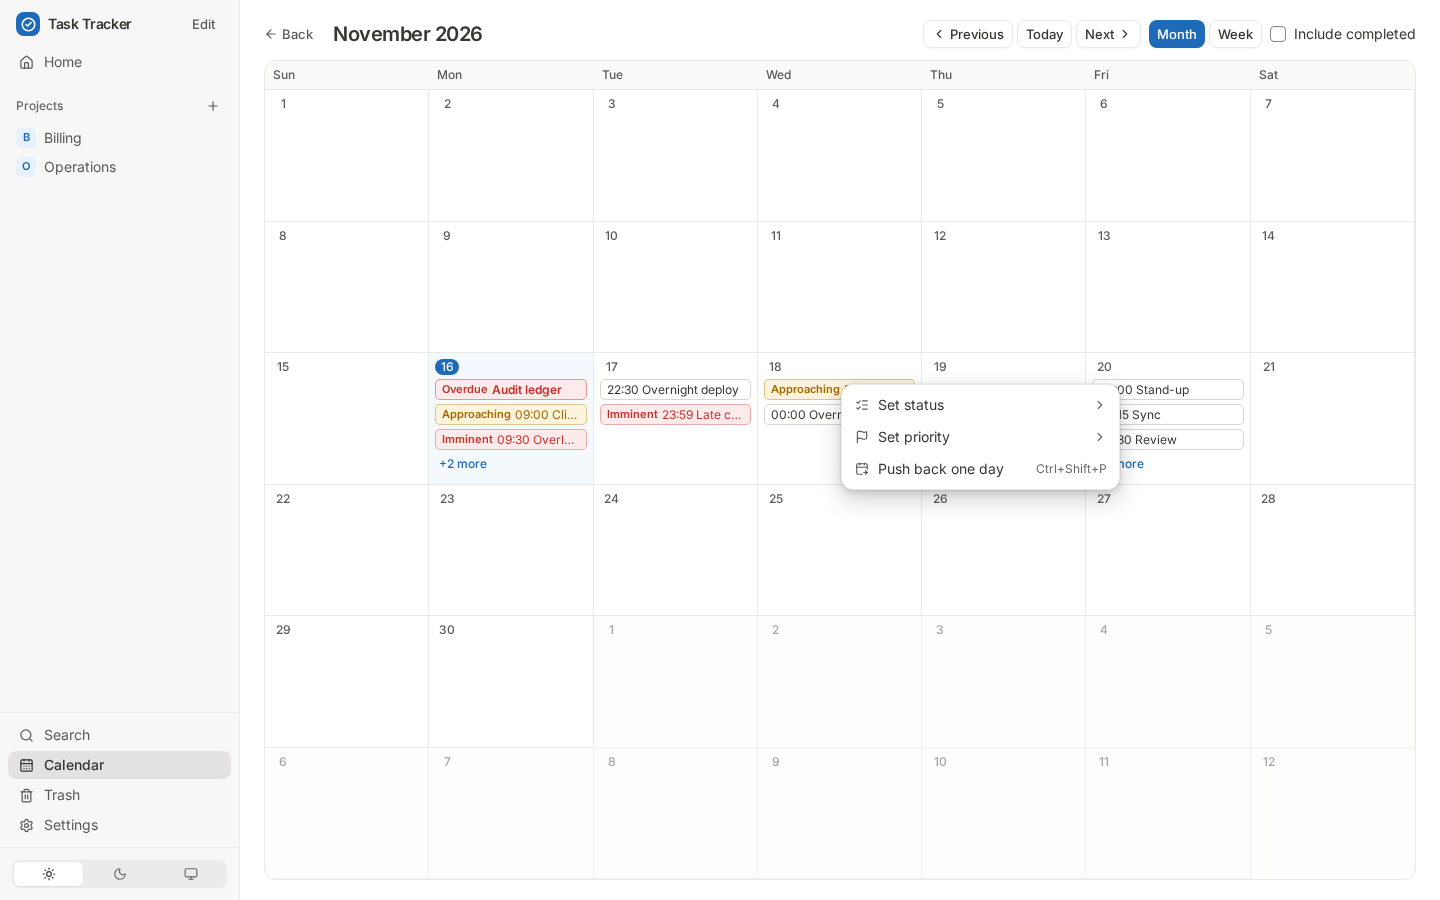 Task Tracker
Edit
Home
Projects
B Billing
O Operations
Search
Calendar
Trash
Settings
Back
November 2026
Previous
Today
Next
Month
Week
Include completed
Sun Mon Tue Wed Thu Fri Sat
1 2 3 4 5 6 7
8 9 10 11 12 13 14
15 16 17 18 19 20 21
Overdue Audit ledger
Approaching 09:00 Cli…
Imminent 09:30 Overl…
+2 more
22:30 Overnight deploy
Imminent 23:59 Late c…
Approaching
00:00
Stand-up
Sync
Review
more
Set status
Set priority
Push back one day Ctrl+Shift+P
22 23 24 25 26 27 28
29 30 1 2 3 4 5
6 7 8 9 10 11 12